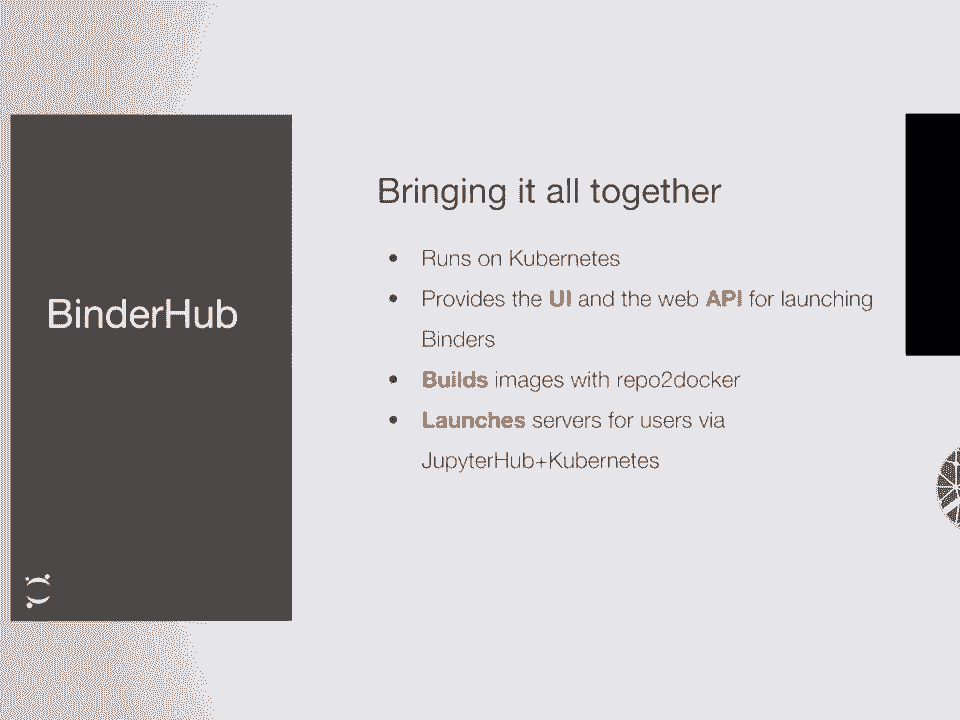 BinderHub
Bringing it all together
• Runs on Kubernetes
• Provides the UI and the web API for launching
Binders
• Builds images with repo2docker
• Launches servers for users via
JupyterHub+Kubernetes